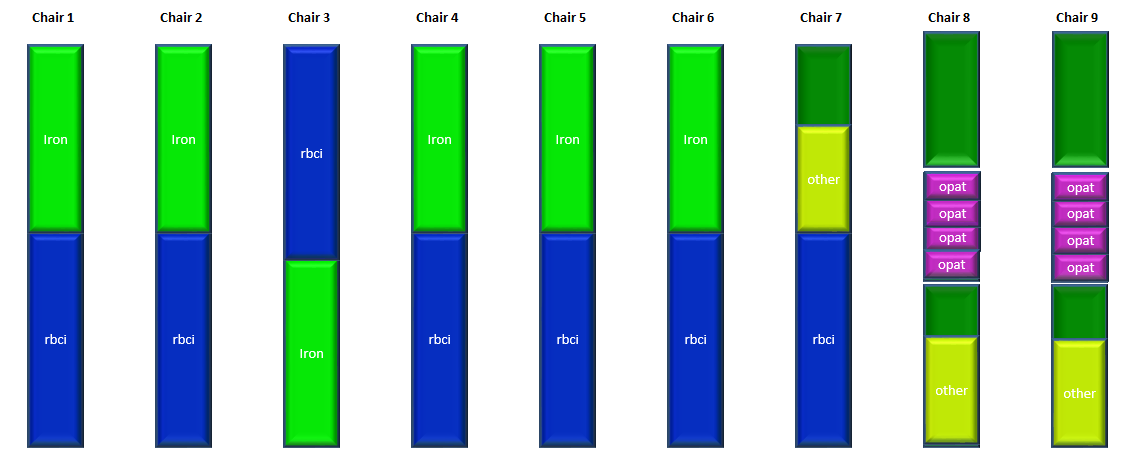 Chair 1 Chair 2 Chair 3 Chair 4 Chair 5 Chair 6 Chair 7 Chair 8 Chair 9
Iron Iron rbci Iron Iron Iron other opat opat
opat opat
opat opat
opat opat
rbci rbci Iron rbci rbci rbci rbci other other